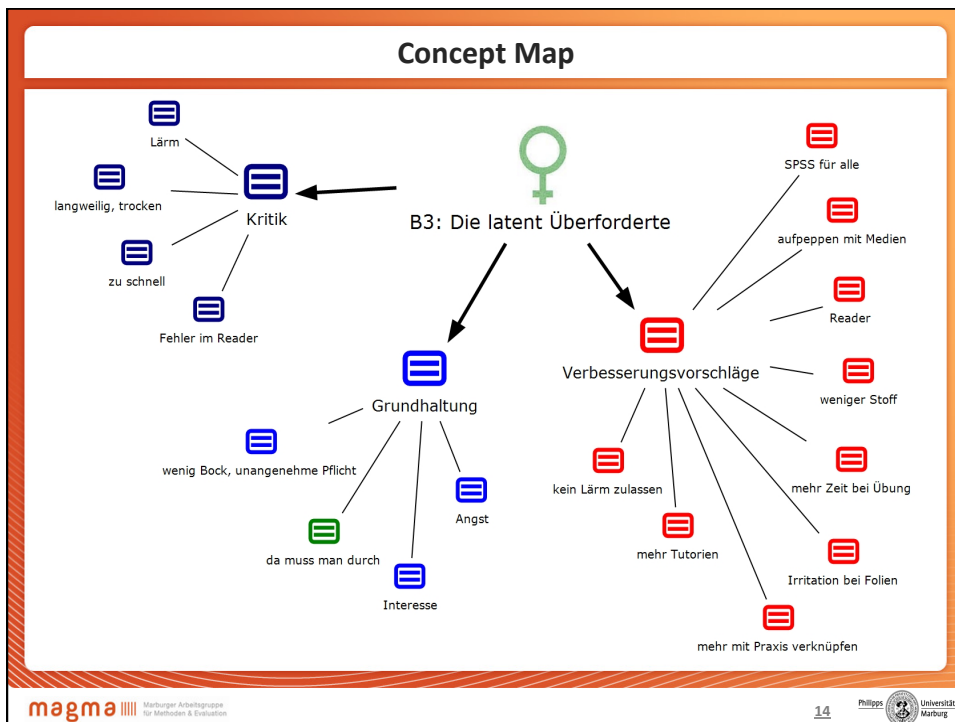 Concept Map
B3: Die latent Überforderte
Kritik
Lärm
langweilig, trocken
zu schnell
Fehler im Reader
Grundhaltung
wenig Bock, unangenehme Pflicht
da muss man durch
Interesse
Angst
Verbesserungsvorschläge
SPSS für alle
aufpeppen mit Medien
Reader
weniger Stoff
mehr Zeit bei Übung
Irritation bei Folien
mehr mit Praxis verknüpfen
mehr Tutorien
kein Lärm zulassen
magma
Marburger Arbeitsgruppe
für Methoden & Evaluation
14
Philipps
Universität
Marburg